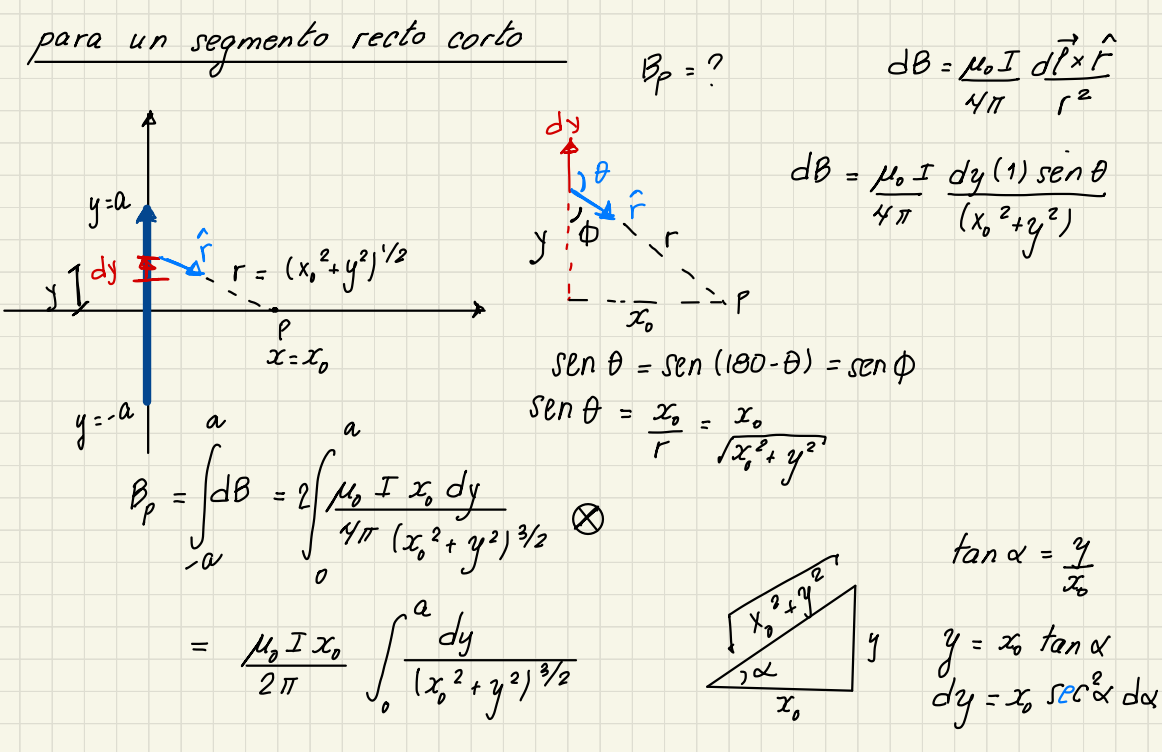 para un segmento recto corto
B_p = ?
dB = μ₀ I / 4π  dl⃗ × r̂ / r²
dB = μ₀ I / 4π  dy (1) sen θ / (x₀² + y²)
y=a
r̂
dy
y
r = (x₀² + y²)^1/2
P
x = x₀
y=-a
dy
θ
r̂
y
ϕ
r
P
x₀
sen θ = sen (180 - θ) = sen ϕ
sen θ = x₀ / r = x₀ / √(x₀² + y²)
B_p = ∫_-a^a dB = 2 ∫_0^a μ₀ I x₀ dy / 4π (x₀² + y²)^3/2 ⊗
= μ₀ I x₀ / 2π ∫_0^a dy / (x₀² + y²)^3/2
√(x₀² + y²)
α
y
x₀
tan α = y / x₀
y = x₀ tan α
dy = x₀ sec² α dα